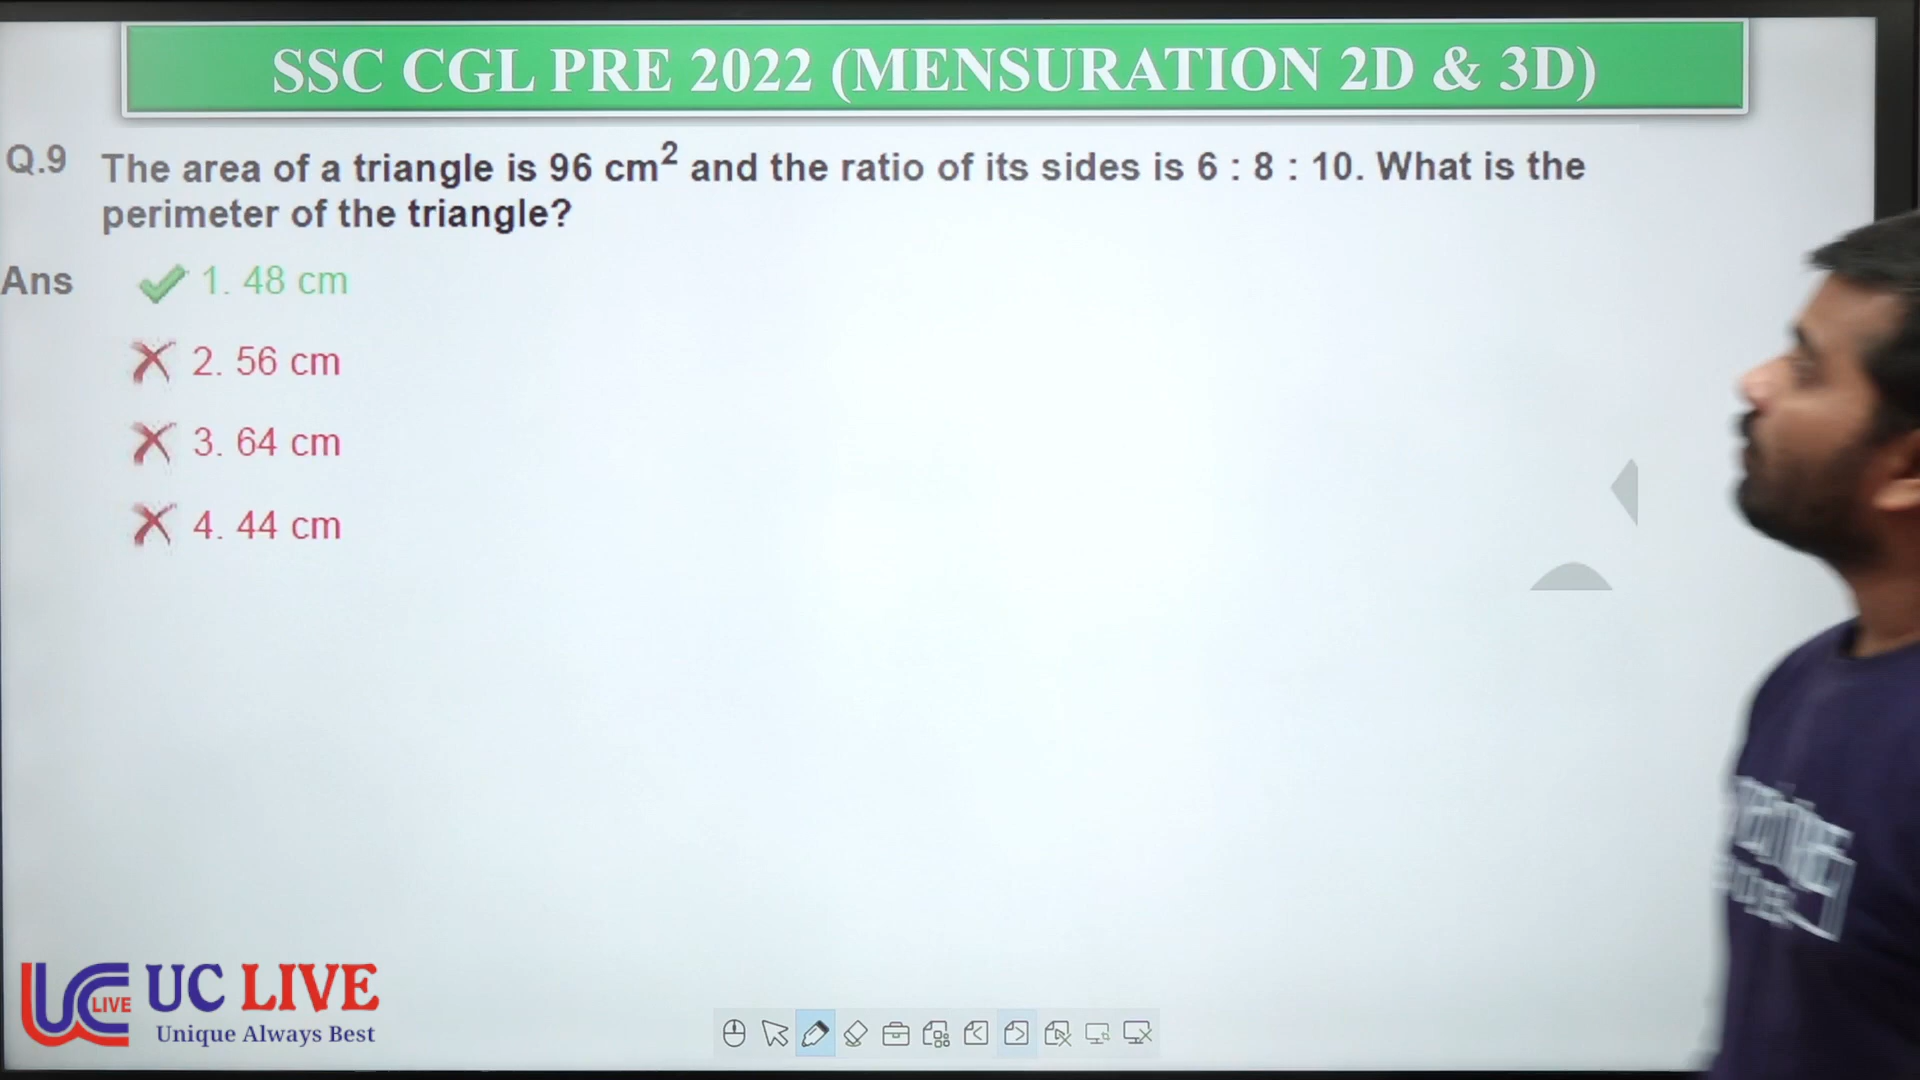 SSC CGL PRE 2022 (MENSURATION 2D & 3D)
Q.9 The area of a triangle is 96 cm² and the ratio of its sides is 6 : 8 : 10. What is the
perimeter of the triangle?
Ans 1. 48 cm
2. 56 cm
3. 64 cm
4. 44 cm
UC LIVE
LIVE
Unique Always Best